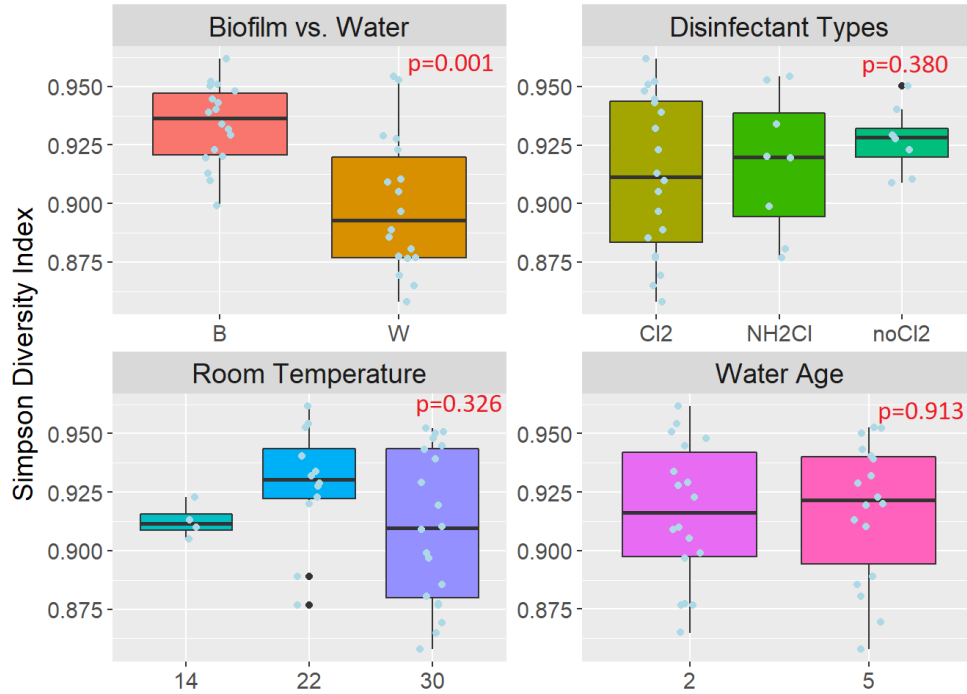 Biofilm vs. Water
p=0.001
0.950
0.925
0.900
0.875
B
W
Disinfectant Types
p=0.380
0.950
0.925
0.900
0.875
Cl2
NH2Cl
noCl2
Simpson Diversity Index
Room Temperature
p=0.326
0.950
0.925
0.900
0.875
14
22
30
Water Age
p=0.913
0.950
0.925
0.900
0.875
2
5